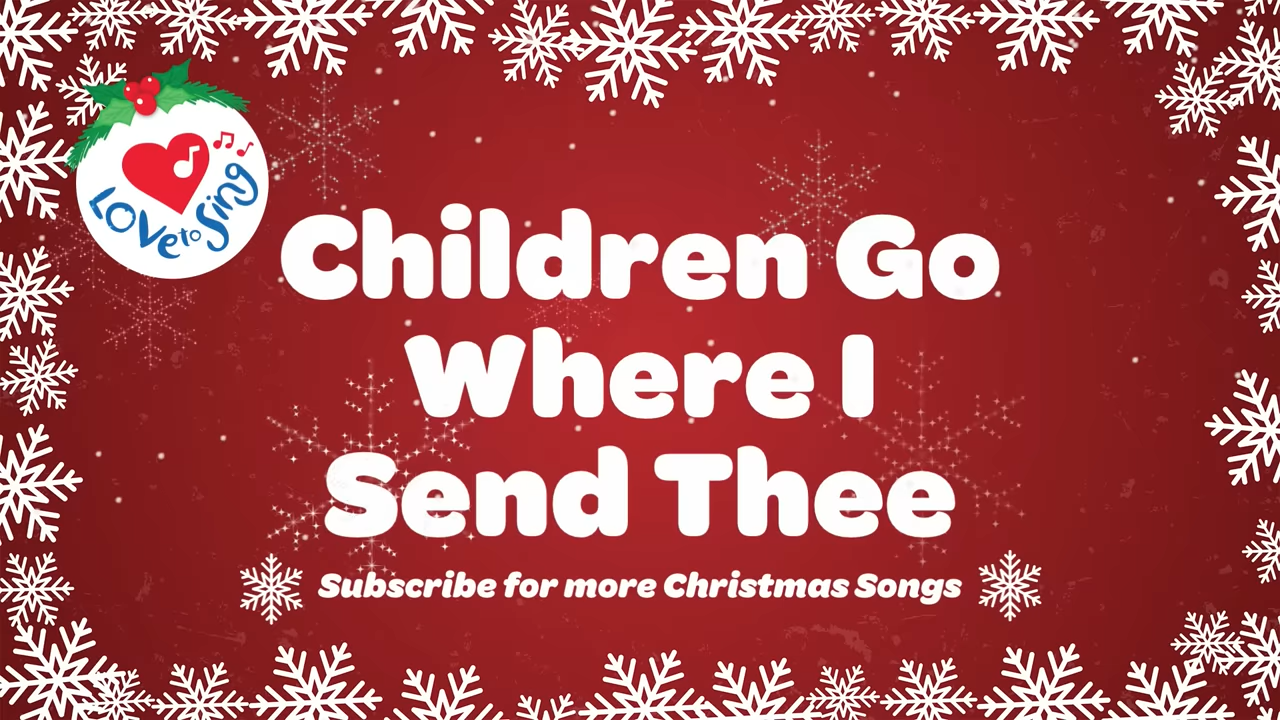 Love to Sing
Children Go
Where I
Send Thee
Subscribe for more Christmas Songs